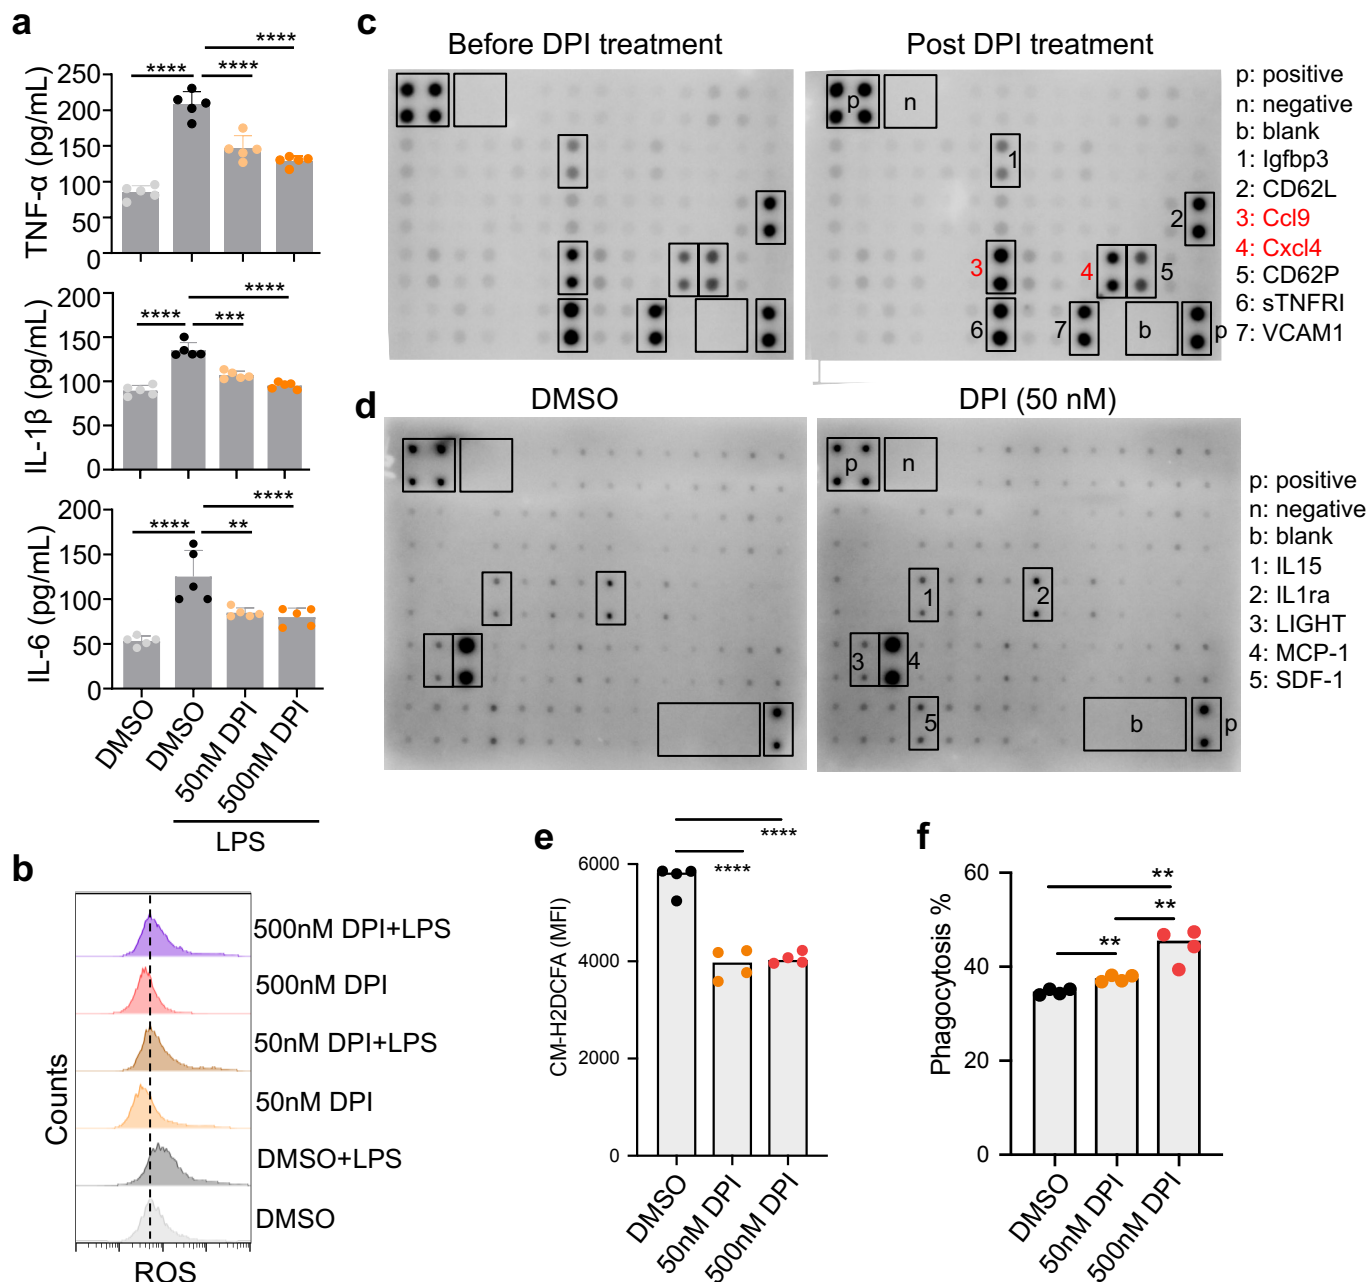 a
TNF-α (pg/mL)
250
200
150
100
50
0
****
****
****
IL-1β (pg/mL)
200
150
100
50
0
****
***
****
IL-6 (pg/mL)
200
150
100
50
0
****
**
****
DMSO
DMSO
50nM DPI
500nM DPI
LPS
b
Counts
500nM DPI+LPS
500nM DPI
50nM DPI+LPS
50nM DPI
DMSO+LPS
DMSO
ROS
c
Before DPI treatment
Post DPI treatment
p
n
1
2
3
4
5
6
7
b
p
p: positive
n: negative
b: blank
1: Igfbp3
2: CD62L
3: Ccl9
4: Cxcl4
5: CD62P
6: sTNFRI
7: VCAM1
d
DMSO
DPI (50 nM)
p
n
1
2
3
4
5
b
p
p: positive
n: negative
b: blank
1: IL15
2: IL1ra
3: LIGHT
4: MCP-1
5: SDF-1
e
CM-H2DCFA (MFI)
6000
4000
2000
0
****
****
DMSO
50nM DPI
500nM DPI
f
Phagocytosis %
60
40
20
0
**
**
**
DMSO
50nM DPI
500nM DPI